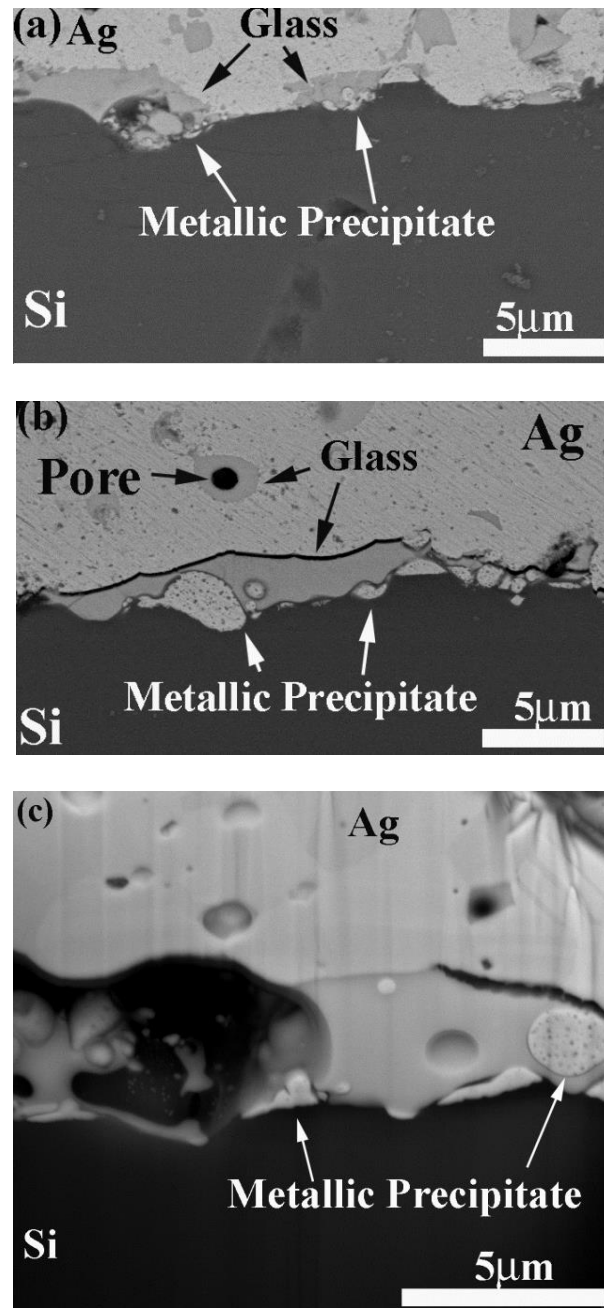 (a) Ag Glass
Metallic Precipitate
Si
5μm
(b) Ag
Pore Glass
Metallic Precipitate
Si 5μm
(c) Ag
Metallic Precipitate
Si
5μm